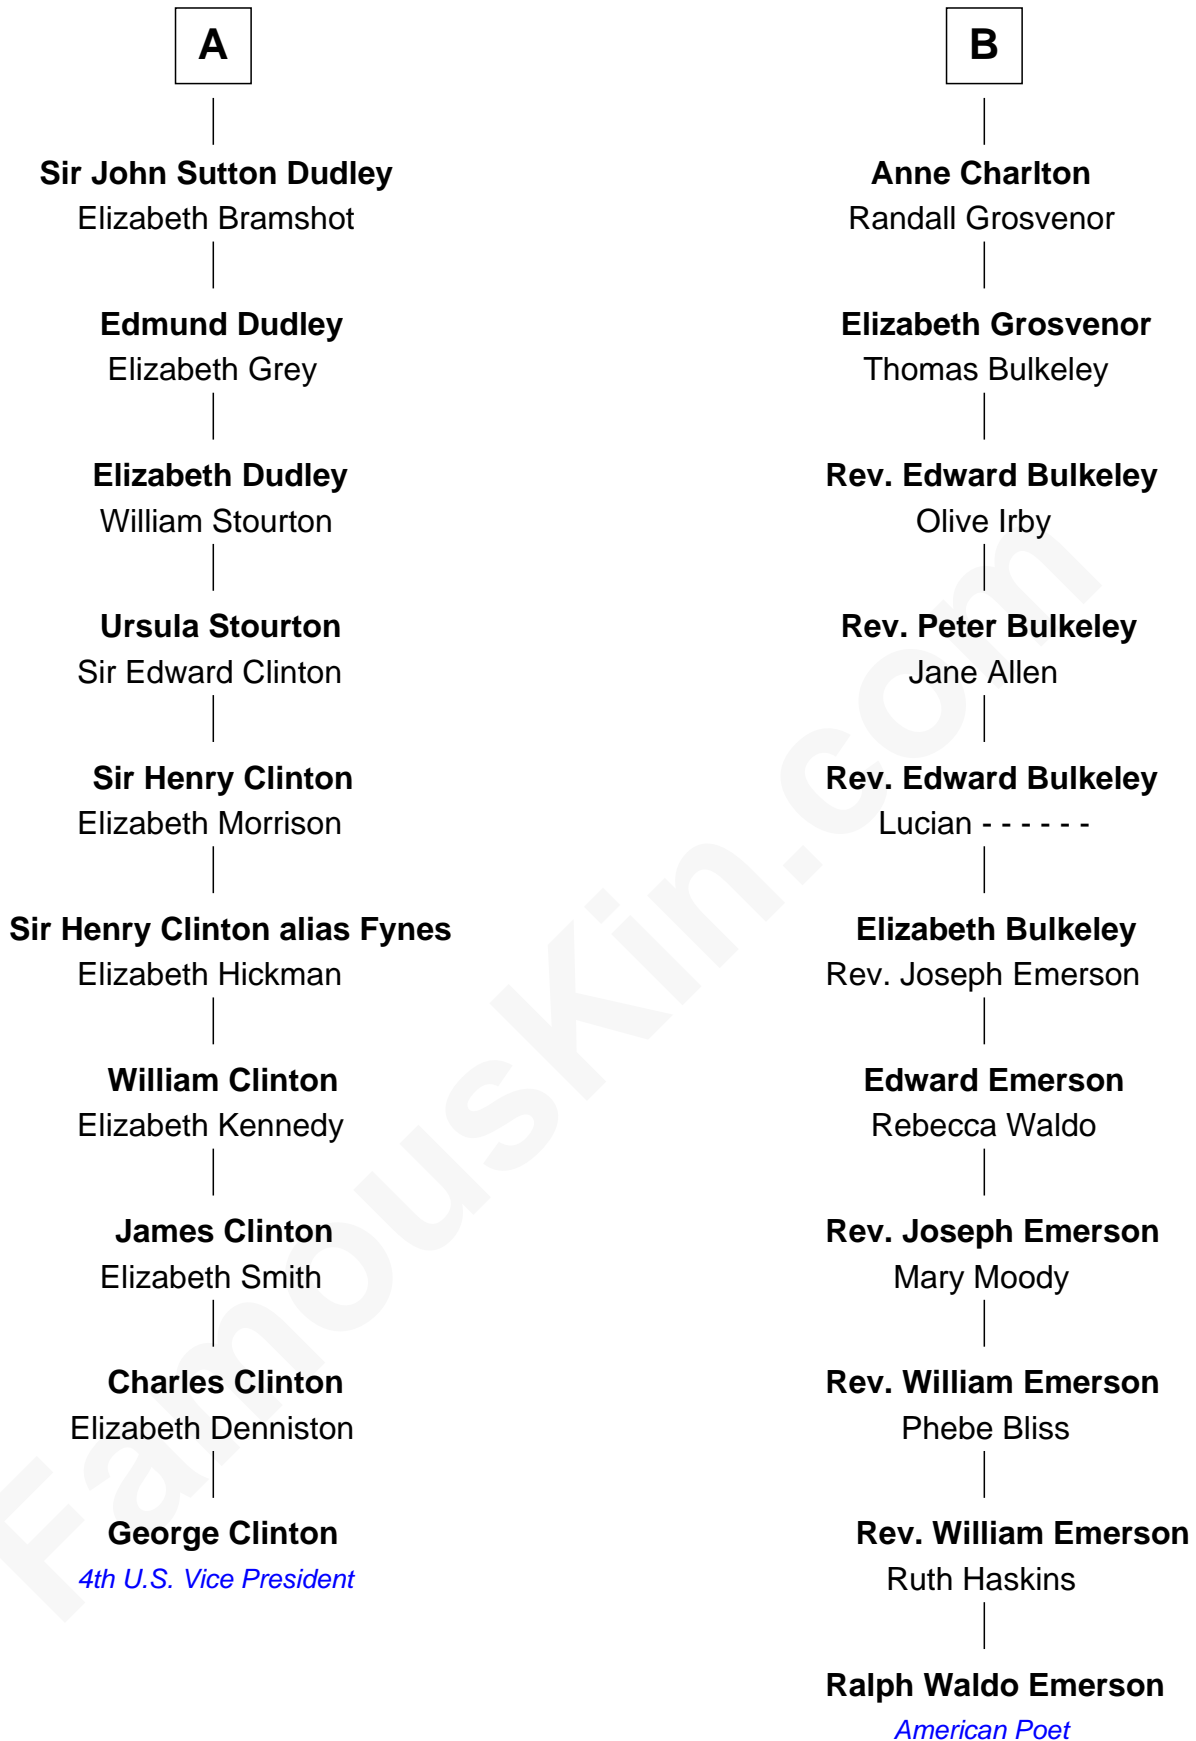 A
Sir John Sutton Dudley
Elizabeth Bramshot
Edmund Dudley
Elizabeth Grey
Elizabeth Dudley
William Stourton
Ursula Stourton
Sir Edward Clinton
Sir Henry Clinton
Elizabeth Morrison
Sir Henry Clinton alias Fynes
Elizabeth Hickman
William Clinton
Elizabeth Kennedy
James Clinton
Elizabeth Smith
Charles Clinton
Elizabeth Denniston
George Clinton
4th U.S. Vice President
B
Anne Charlton
Randall Grosvenor
Elizabeth Grosvenor
Thomas Bulkeley
Rev. Edward Bulkeley
Olive Irby
Rev. Peter Bulkeley
Jane Allen
Rev. Edward Bulkeley
Lucian - - - - - -
Elizabeth Bulkeley
Rev. Joseph Emerson
Edward Emerson
Rebecca Waldo
Rev. Joseph Emerson
Mary Moody
Rev. William Emerson
Phebe Bliss
Rev. William Emerson
Ruth Haskins
Ralph Waldo Emerson
American Poet
FamousKin.com